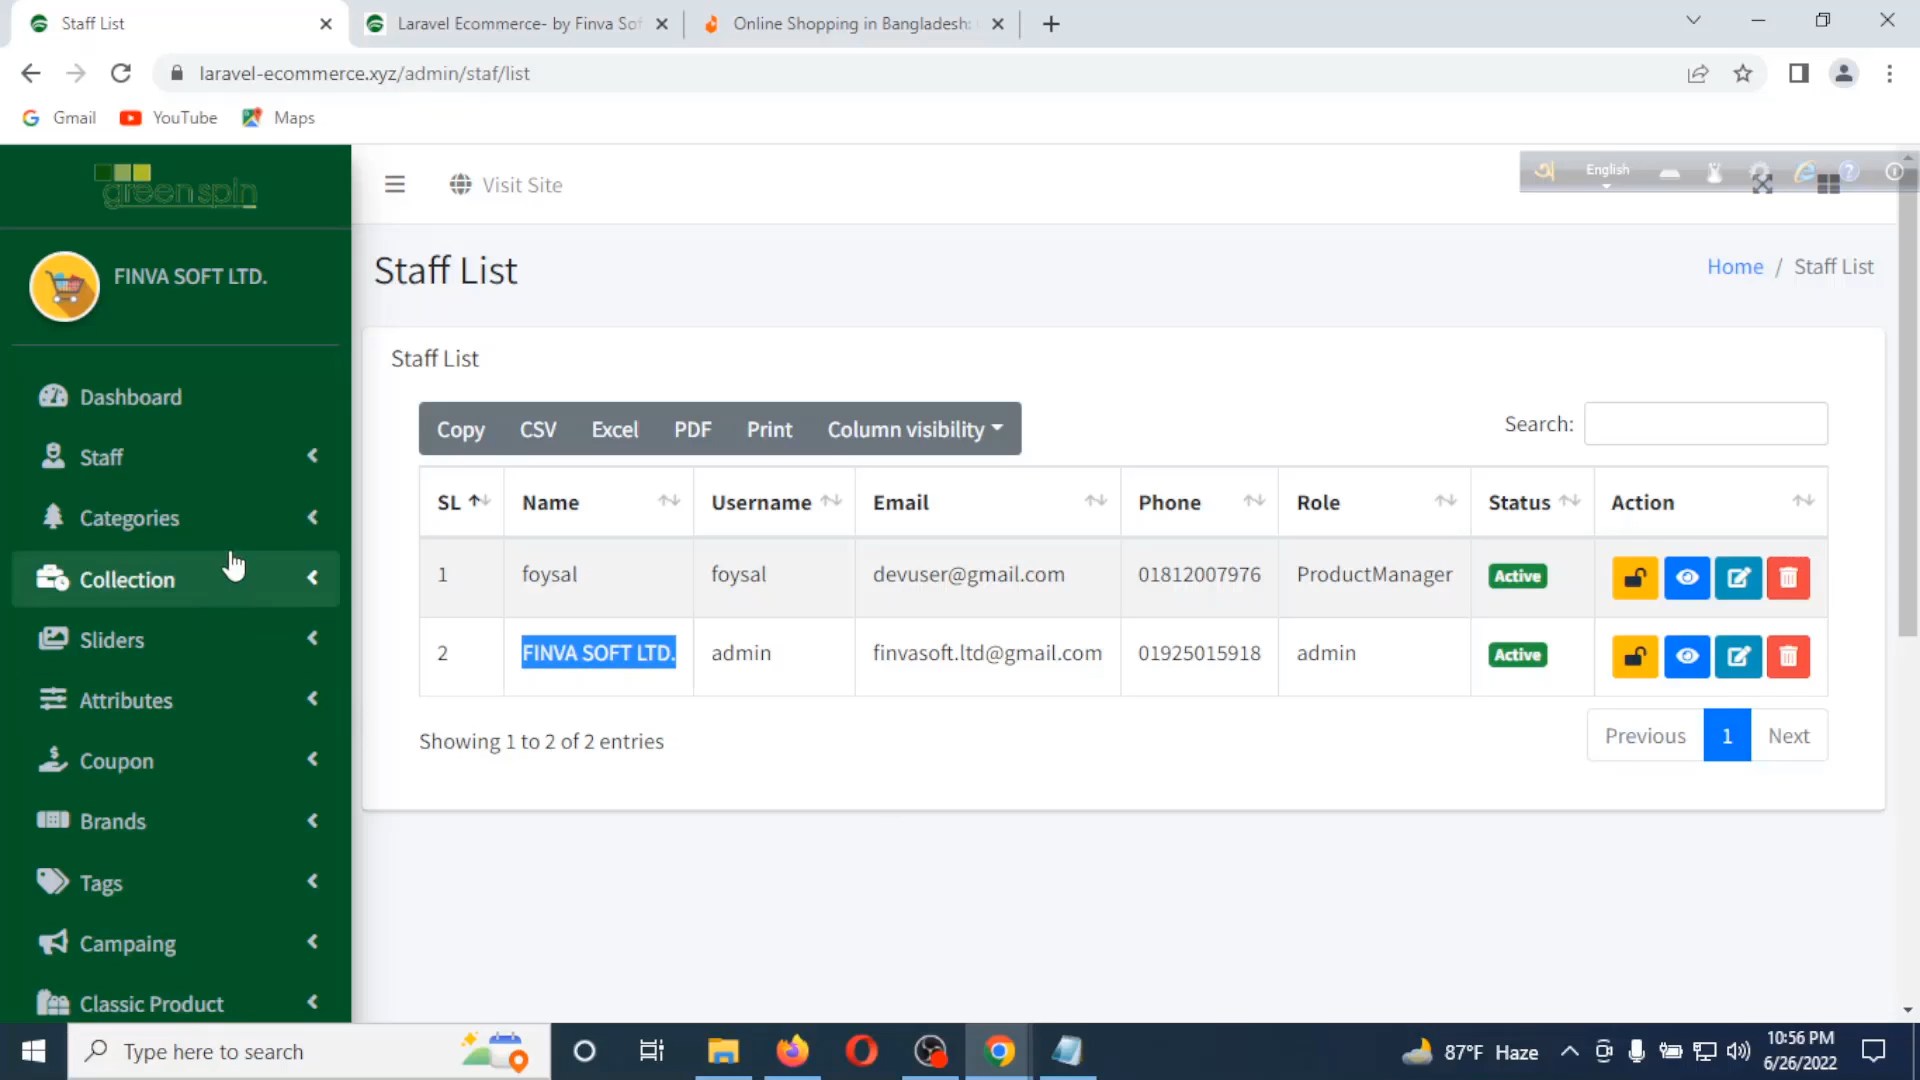 Staff List
Laravel Ecommerce- by Finva Sof
Online Shopping in Bangladesh:
laravel-ecommerce.xyz/admin/staf/list
Gmail YouTube Maps
green spin
Visit Site
English
FINVA SOFT LTD.
Staff List
Home / Staff List
Dashboard
Staff
Categories
Collection
Sliders
Attributes
Coupon
Brands
Tags
Campaing
Classic Product
Staff List
Copy CSV Excel PDF Print Column visibility
Search:
SL Name Username Email Phone Role Status Action
1 foysal foysal devuser@gmail.com 01812007976 ProductManager Active
2 FINVA SOFT LTD. admin finvasoft.ltd@gmail.com 01925015918 admin Active
Showing 1 to 2 of 2 entries
Previous 1 Next
Type here to search
87°F Haze
10:56 PM
6/26/2022